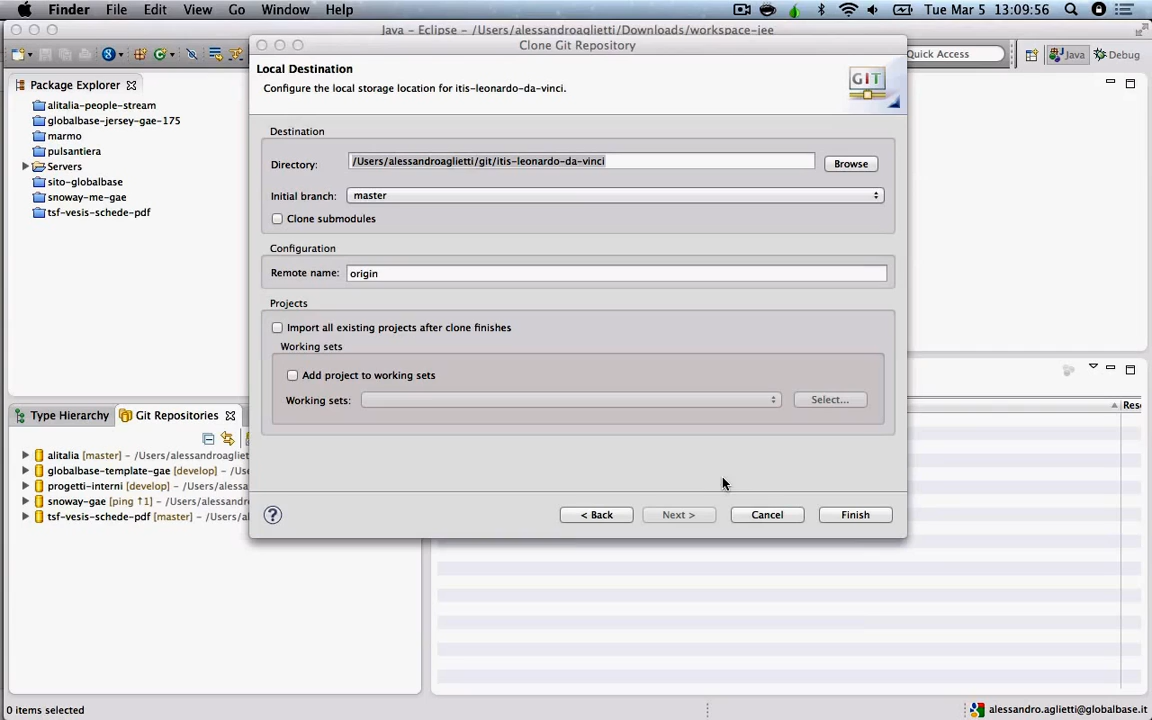 Finder File Edit View Go Window Help Tue Mar 5 13:09:56
Java - Eclipse - /Users/alessandroaglietti/Downloads/workspace-jee
Quick Access Java Debug
Clone Git Repository
Local Destination
Configure the local storage location for itis-leonardo-da-vinci.
GIT
Package Explorer
alitalia-people-stream
globalbase-jersey-gae-175
marmo
pulsantiera
Servers
sito-globalbase
snoway-me-gae
tsf-vesis-schede-pdf
Destination
Directory: /Users/alessandroaglietti/git/itis-leonardo-da-vinci Browse
Initial branch: master
Clone submodules
Configuration
Remote name: origin
Projects
Import all existing projects after clone finishes
Working sets
Add project to working sets
Working sets: Select...
< Back Next > Cancel Finish
Type Hierarchy Git Repositories
alitalia [master] – /Users/alessandroaglie
globalbase-template-gae [develop] – /Us
progetti-interni [develop] – /Users/aless
snoway-gae [ping ↑1] – /Users/alessandr
tsf-vesis-schede-pdf [master] – /Users/a
Res
0 items selected
alessandro.aglietti@globalbase.it